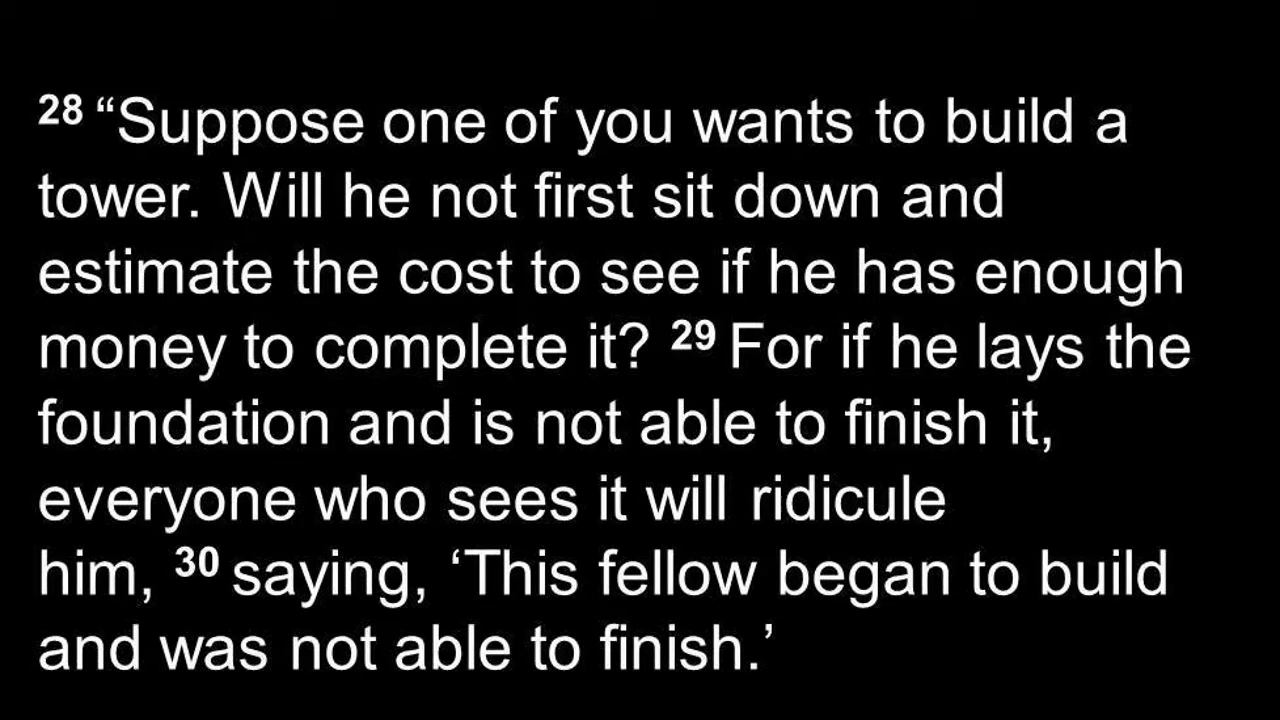 28 “Suppose one of you wants to build a
tower. Will he not first sit down and
estimate the cost to see if he has enough
money to complete it? 29 For if he lays the
foundation and is not able to finish it,
everyone who sees it will ridicule
him, 30 saying, ‘This fellow began to build
and was not able to finish.’